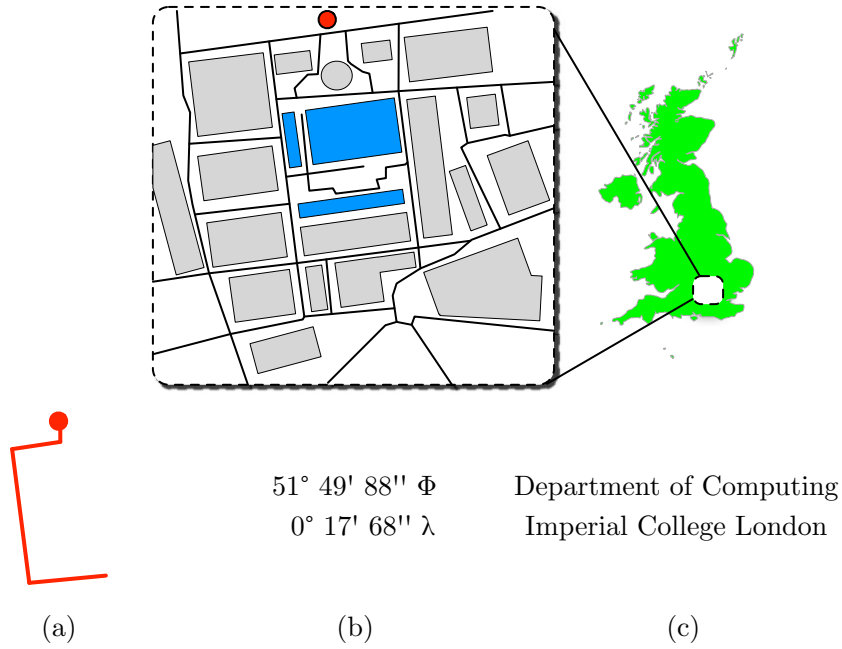 51° 49' 88'' Φ
0° 17' 68'' λ
Department of Computing
Imperial College London
(a)
(b)
(c)